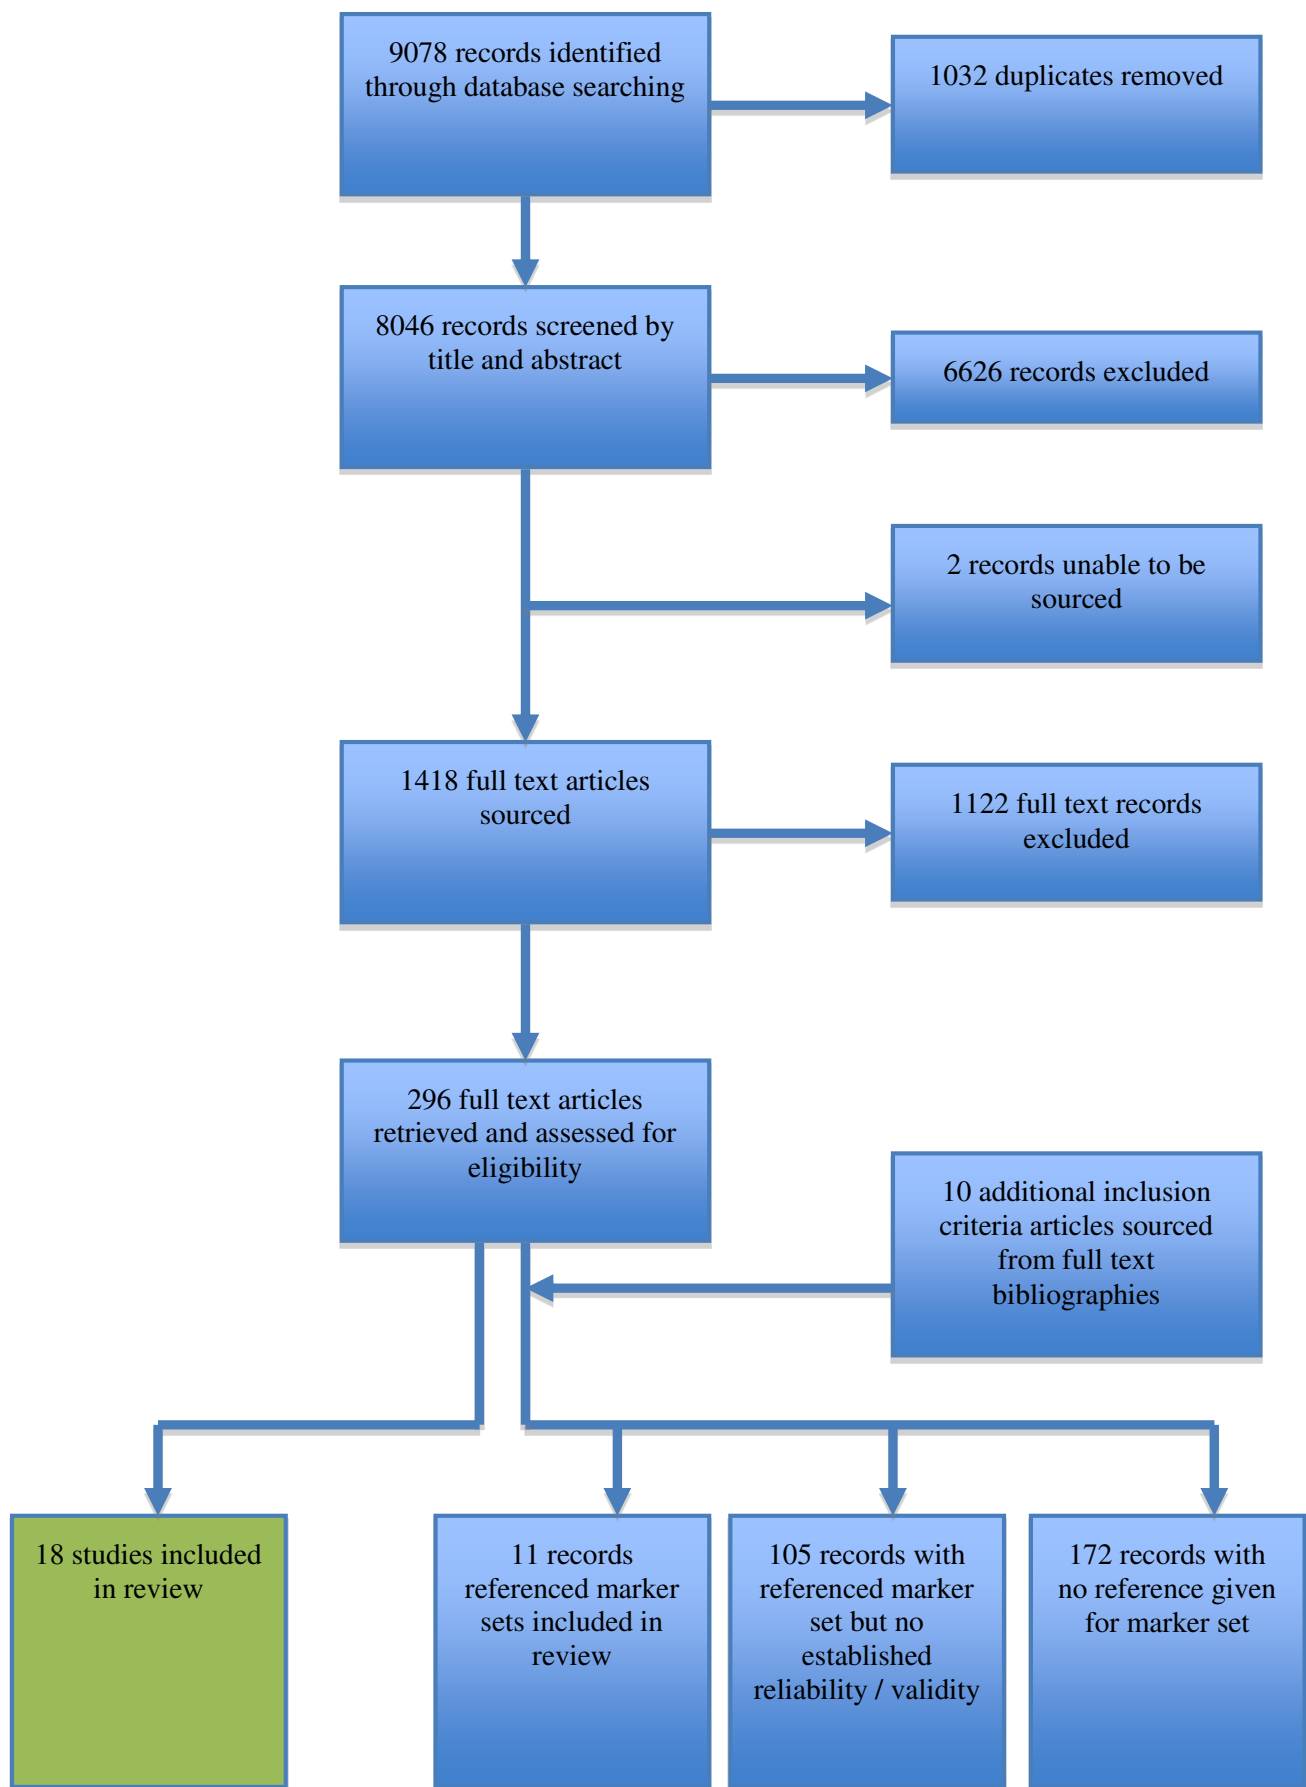 9078 records identified
through database searching
1032 duplicates removed
8046 records screened by
title and abstract
6626 records excluded
2 records unable to be
sourced
1418 full text articles
sourced
1122 full text records
excluded
296 full text articles
retrieved and assessed for
eligibility
10 additional inclusion
criteria articles sourced
from full text
bibliographies
18 studies included
in review
11 records
referenced marker
sets included in
review
105 records with
referenced marker
set but no
established
reliability / validity
172 records with
no reference given
for marker set